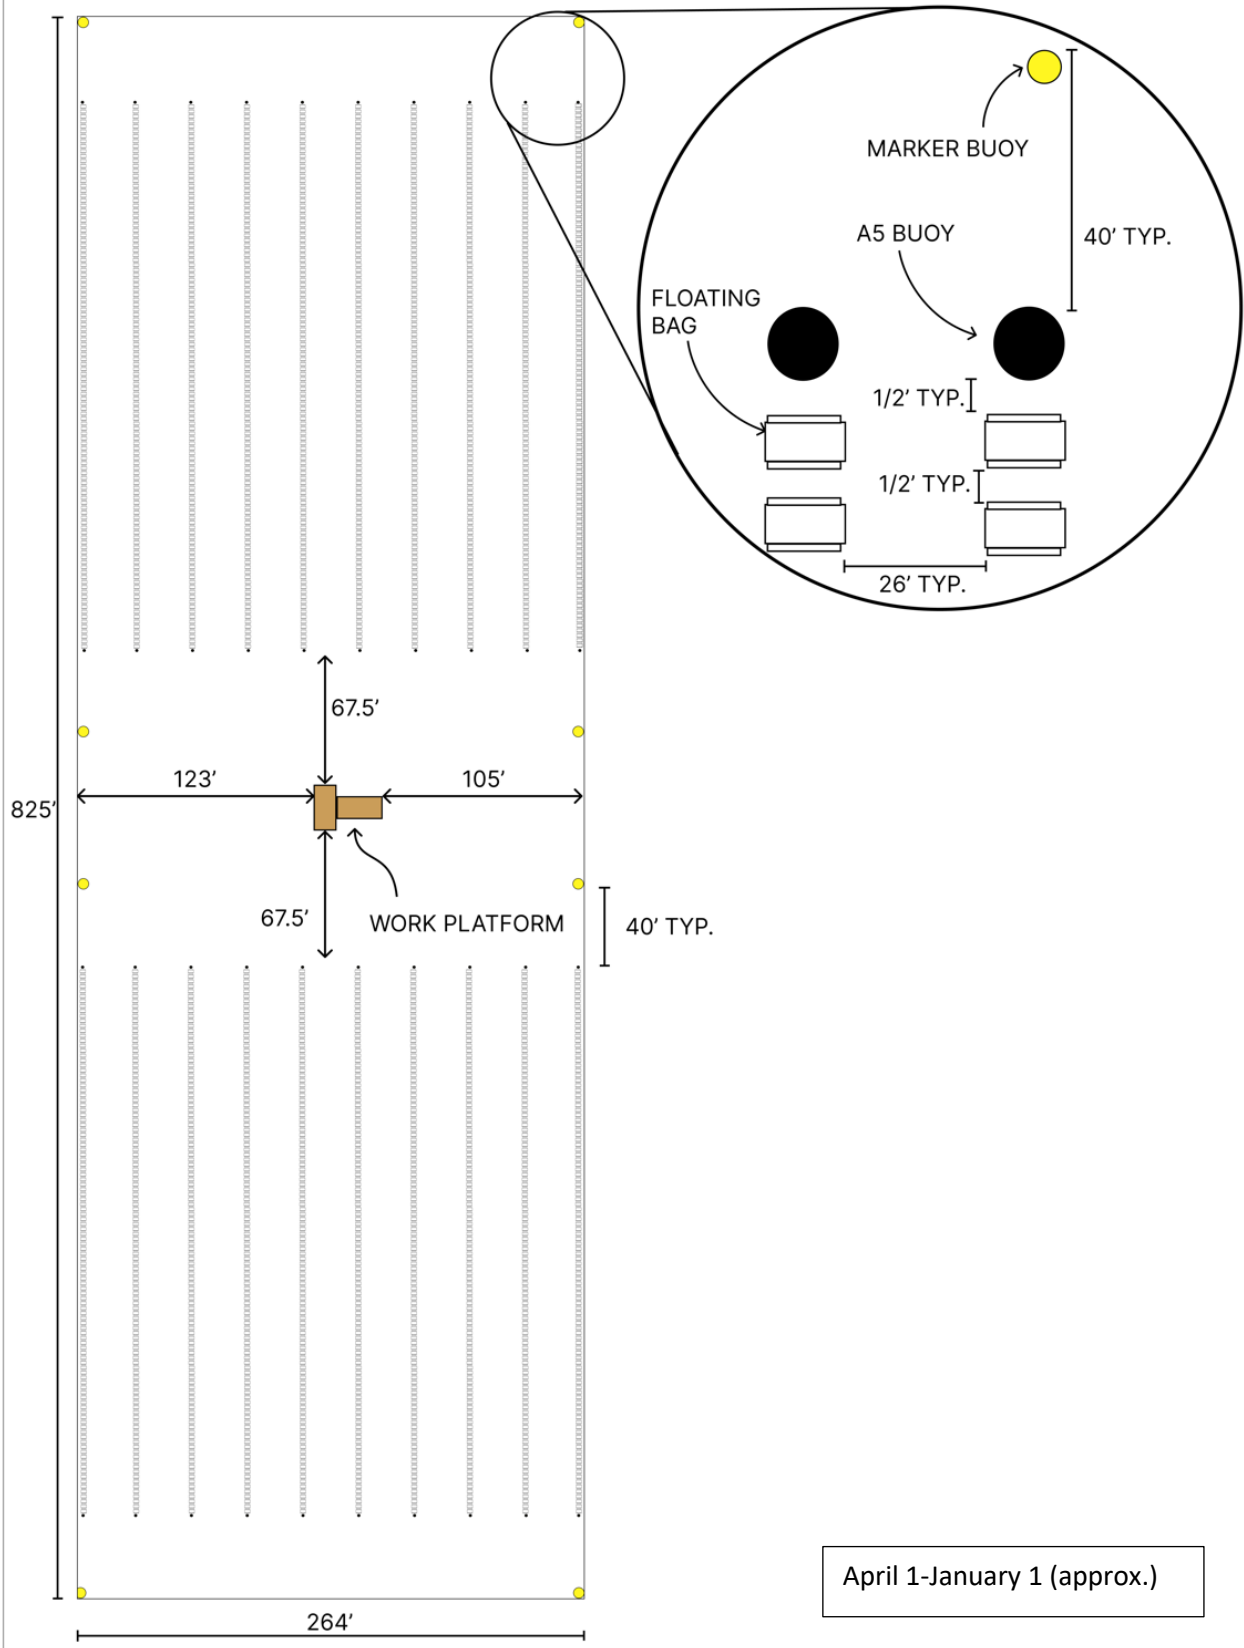 MARKER BUOY
A5 BUOY
40’ TYP.
FLOATING
BAG
1/2’ TYP.
1/2’ TYP.
26’ TYP.
67.5’
123’
105’
825’
67.5’
WORK PLATFORM
40’ TYP.
April 1-January 1 (approx.)
264’